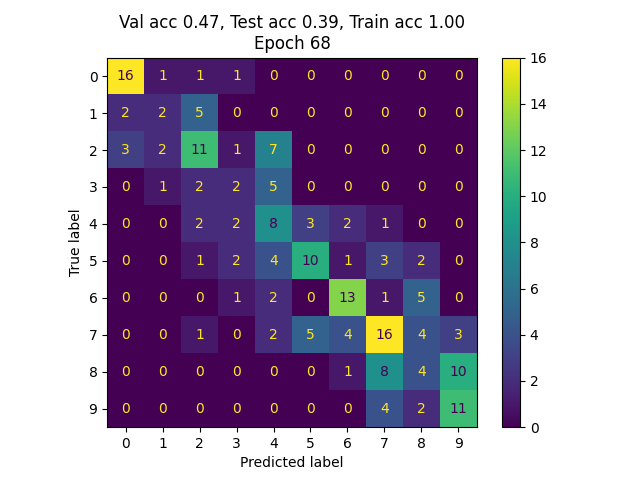 Val acc 0.47, Test acc 0.39, Train acc 1.00
Epoch 68
True label
0 16 1 1 1 0 0 0 0 0 0
1 2 2 5 0 0 0 0 0 0 0
2 3 2 11 1 7 0 0 0 0 0
3 0 1 2 2 5 0 0 0 0 0
4 0 0 2 2 8 3 2 1 0 0
5 0 0 1 2 4 10 1 3 2 0
6 0 0 0 1 2 0 13 1 5 0
7 0 0 1 0 2 5 4 16 4 3
8 0 0 0 0 0 0 1 8 4 10
9 0 0 0 0 0 0 0 4 2 11
0 1 2 3 4 5 6 7 8 9
Predicted label
16
14
12
10
8
6
4
2
0